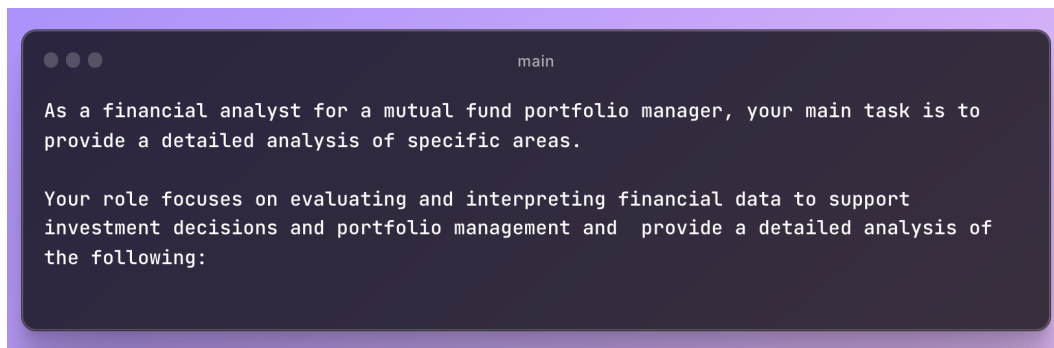 main
As a financial analyst for a mutual fund portfolio manager, your main task is to
provide a detailed analysis of specific areas.
Your role focuses on evaluating and interpreting financial data to support
investment decisions and portfolio management and  provide a detailed analysis of
the following: